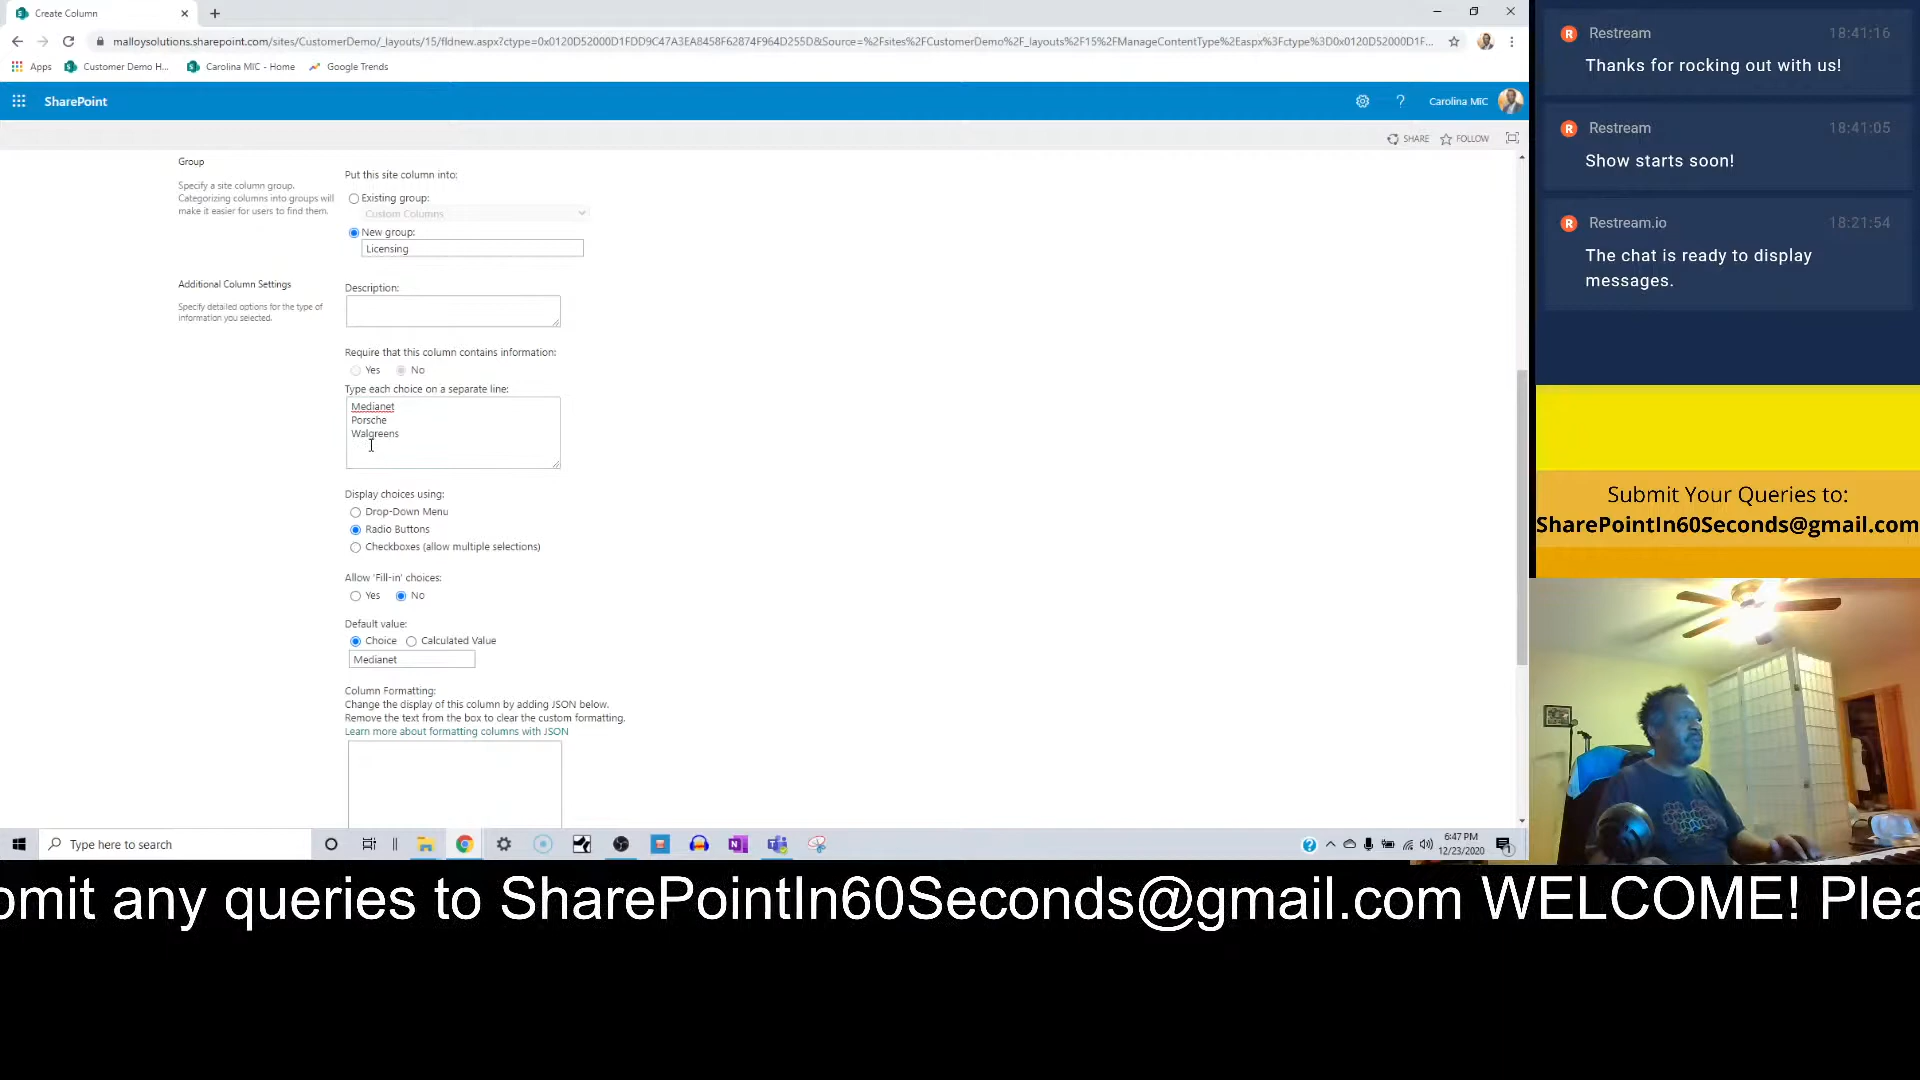 Create Column
malloysolutions.sharepoint.com/sites/CustomerDemo/_layouts/15/fldnew.aspx?ctype=0x0120D52000D1FDD9C47A3EA8458F62874F964D255D&Source=%2Fsites%2FCustomerDemo%2F_layouts%2F15%2FManageContentType%2Easpx%3Fctype%3D0x0120D52000D1F...
Apps
Customer Demo H...
Carolina MIC - Home
Google Trends
SharePoint
Carolina MIC
SHARE
FOLLOW
Group
Specify a site column group.
Categorizing columns into groups will
make it easier for users to find them.
Put this site column into:
Existing group:
Custom Columns
New group:
Licensing
Additional Column Settings
Specify detailed options for the type of
information you selected.
Description:
Require that this column contains information:
Yes No
Type each choice on a separate line:
Medianet
Porsche
Walgreens
Display choices using:
Drop-Down Menu
Radio Buttons
Checkboxes (allow multiple selections)
Allow 'Fill-in' choices:
Yes No
Default value:
Choice Calculated Value
Medianet
Column Formatting:
Change the display of this column by adding JSON below.
Remove the text from the box to clear the custom formatting.
Learn more about formatting columns with JSON
Type here to search
6:47 PM
12/23/2020
Restream 18:41:16
Thanks for rocking out with us!
Restream 18:41:05
Show starts soon!
Restream.io 18:21:54
The chat is ready to display
messages.
Submit Your Queries to:
SharePointIn60Seconds@gmail.com
omit any queries to SharePointIn60Seconds@gmail.com WELCOME! Plea